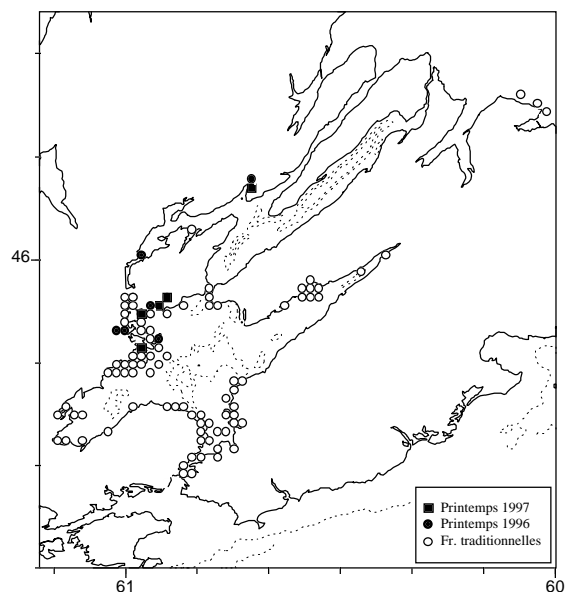 46
Printemps 1997
Printemps 1996
Fr. traditionnelles
61
60